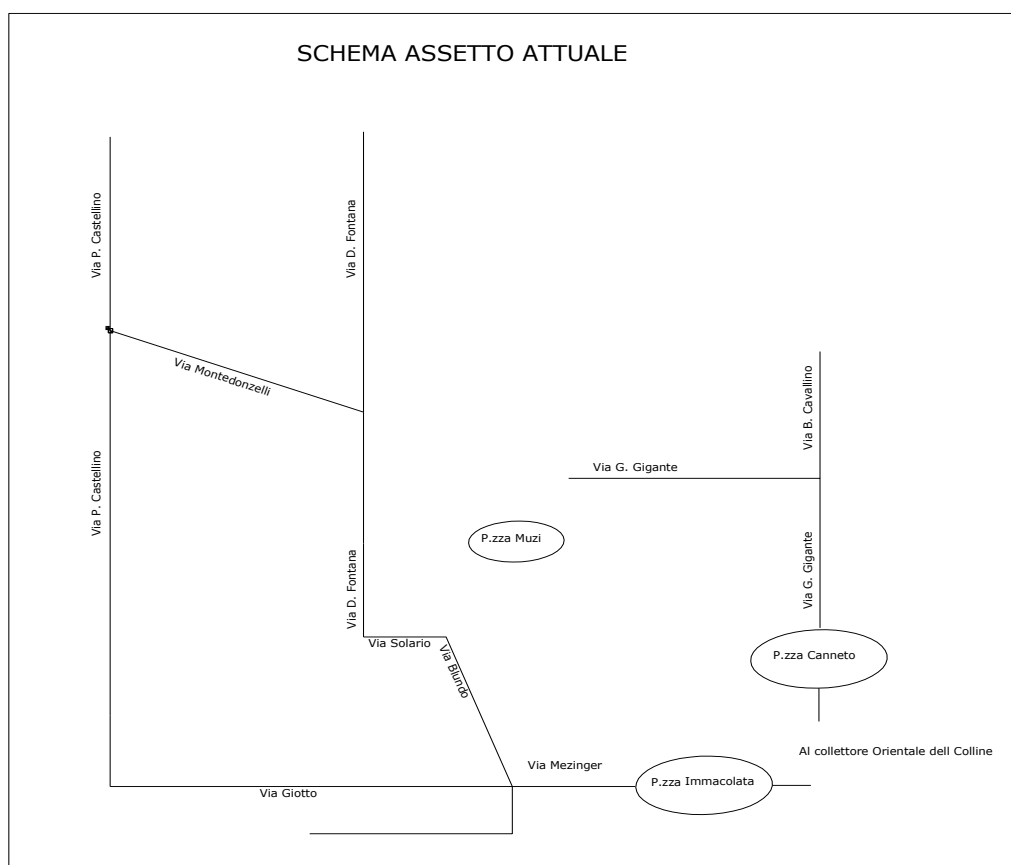 SCHEMA ASSETTO ATTUALE
Via P. Castellino
Via D. Fontana
Via Montedonzelli
Via B. Cavallino
Via G. Gigante
Via P. Castellino
P.zza Muzi
Via G. Gigante
Via D. Fontana
Via Solario
Via Blundo
P.zza Canneto
Al collettore Orientale dell Colline
Via Mezinger
P.zza Immacolata
Via Giotto